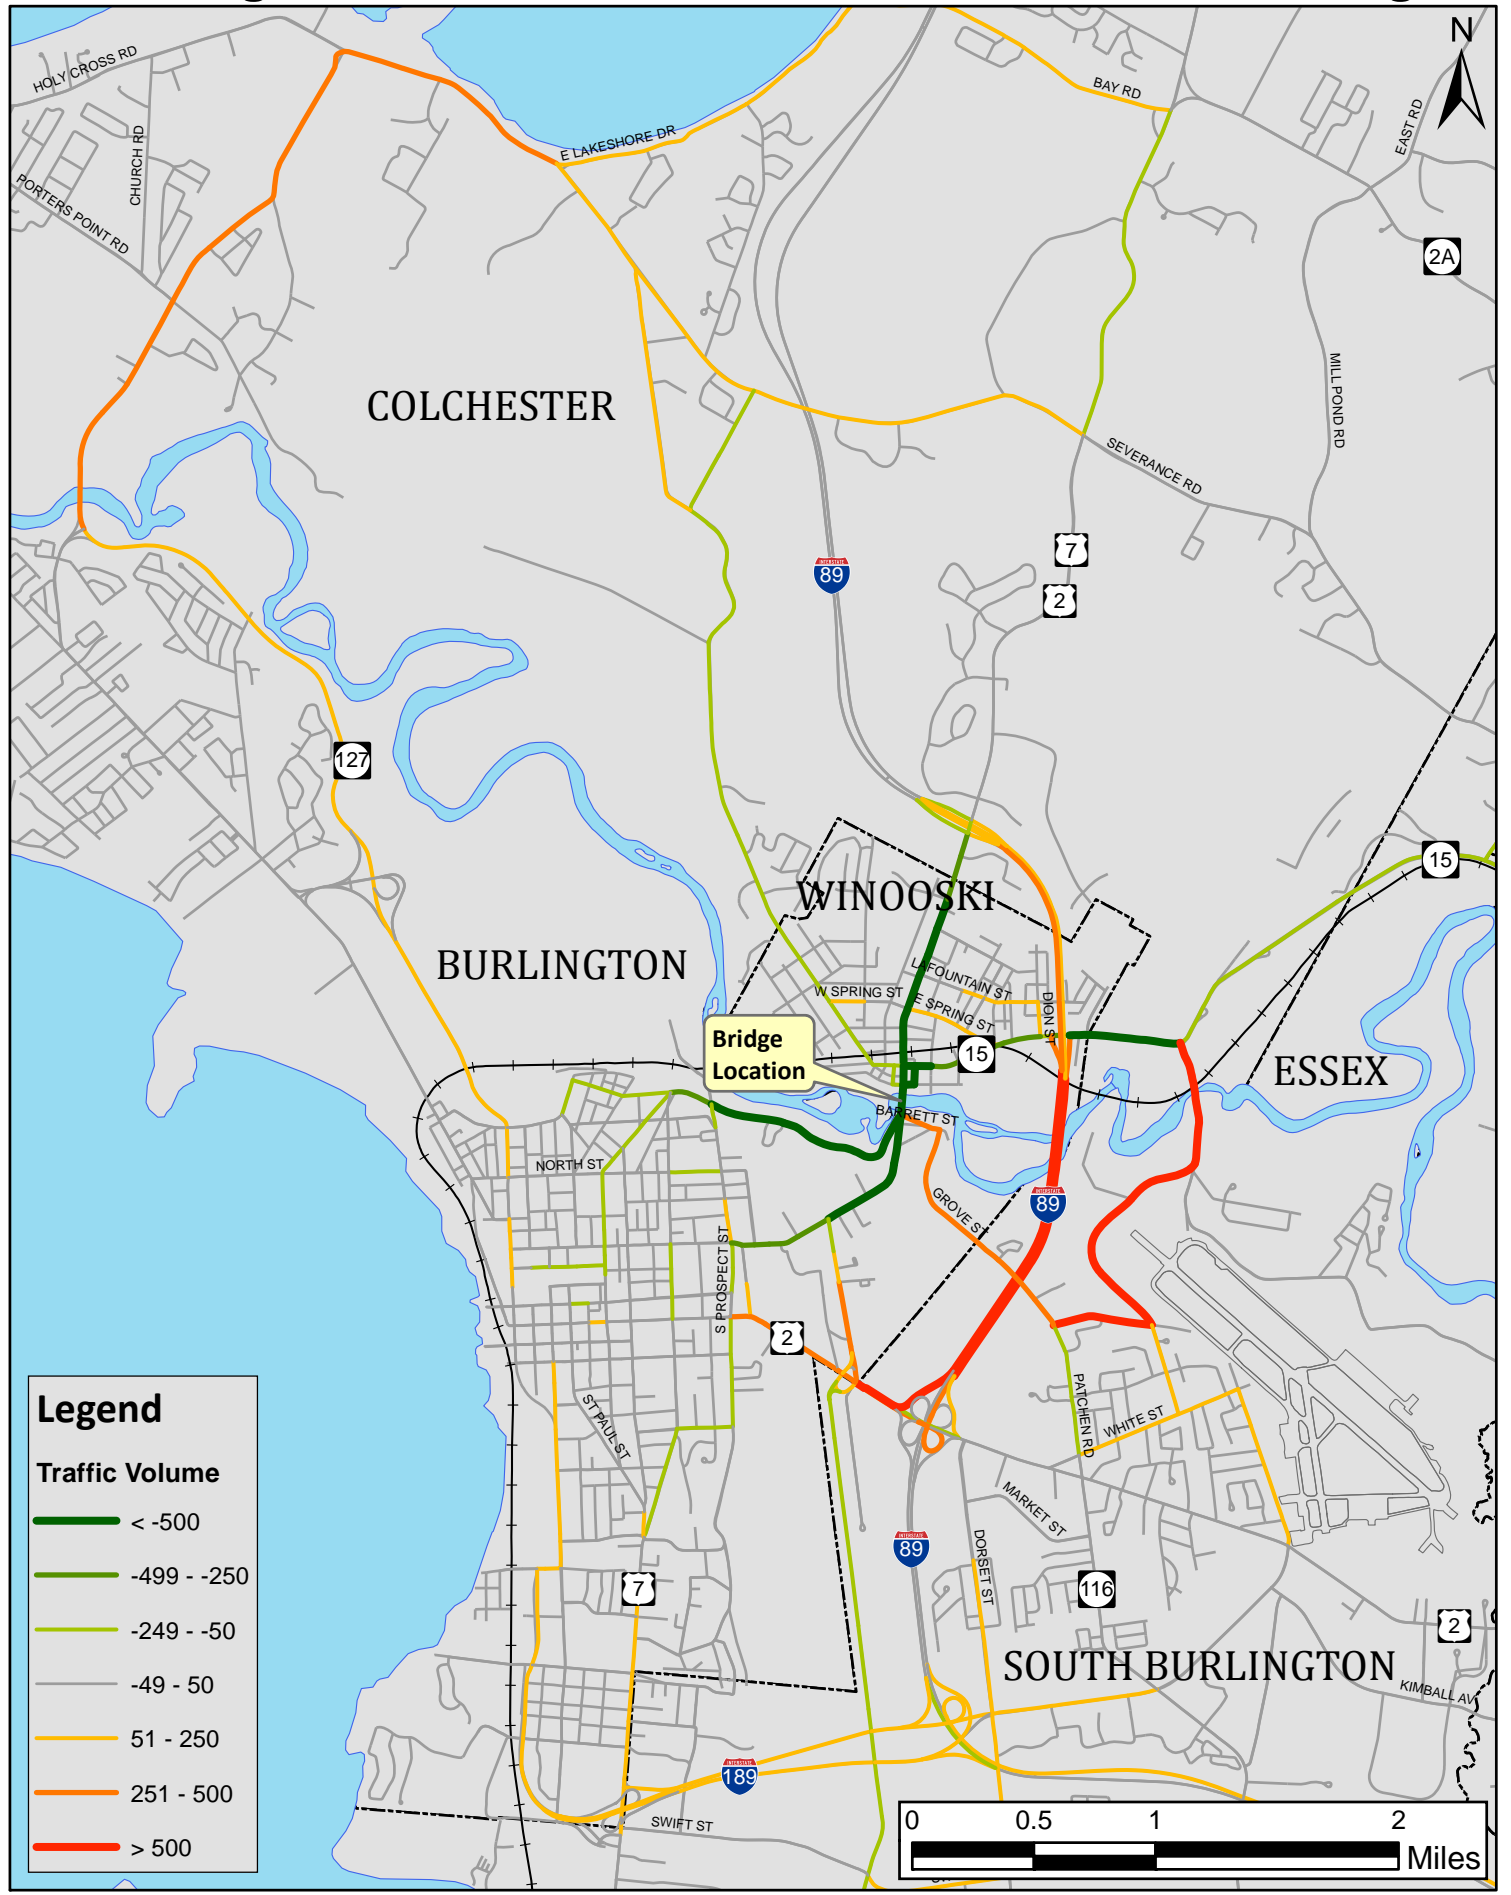 N
HOLY CROSS RD
BAY RD
EAST RD
CHURCH RD
E LAKESHORE DR
PORTERS POINT RD
2A
COLCHESTER
MILL POND RD
SEVERANCE RD
7
INTERSTATE
89
2
127
15
WINOOSKI
BURLINGTON
LAFOUNTAIN ST
W SPRING ST
E SPRING ST
DION ST
Bridge
Location
15
ESSEX
BARRETT ST
NORTH ST
GROVE ST
INTERSTATE
89
S PROSPECT ST
2
PATCHEN RD
WHITE ST
ST PAUL ST
MARKET ST
INTERSTATE
89
DORSET ST
7
116
2
SOUTH BURLINGTON
KIMBALL AV
INTERSTATE
189
SWIFT ST
Legend
Traffic Volume
< -500
-499 - -250
-249 - -50
-49 - 50
51 - 250
251 - 500
> 500
0 0.5 1 2
Miles